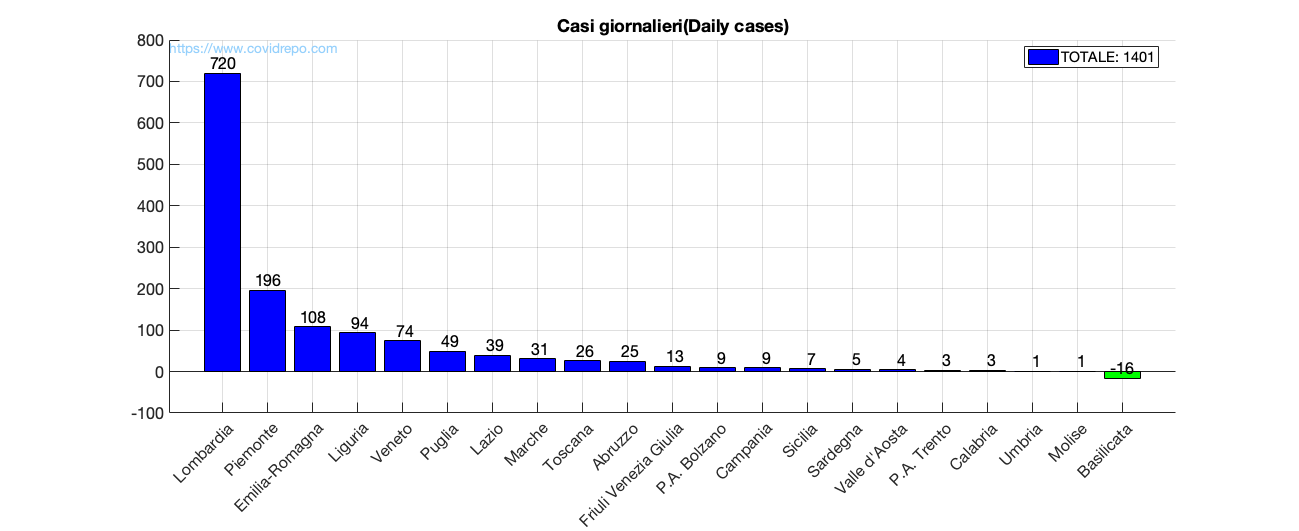 Casi giornalieri(Daily cases)
https://www.covidrepo.com
TOTALE: 1401
800
700
600
500
400
300
200
100
0
-100
720
196
108
94
74
49
39
31
26
25
13
9
9
7
5
4
3
3
1
1
-16
Lombardia
Piemonte
Emilia-Romagna
Liguria
Veneto
Puglia
Lazio
Marche
Toscana
Abruzzo
Friuli Venezia Giulia
P.A. Bolzano
Campania
Sicilia
Sardegna
Valle d'Aosta
P.A. Trento
Calabria
Umbria
Molise
Basilicata